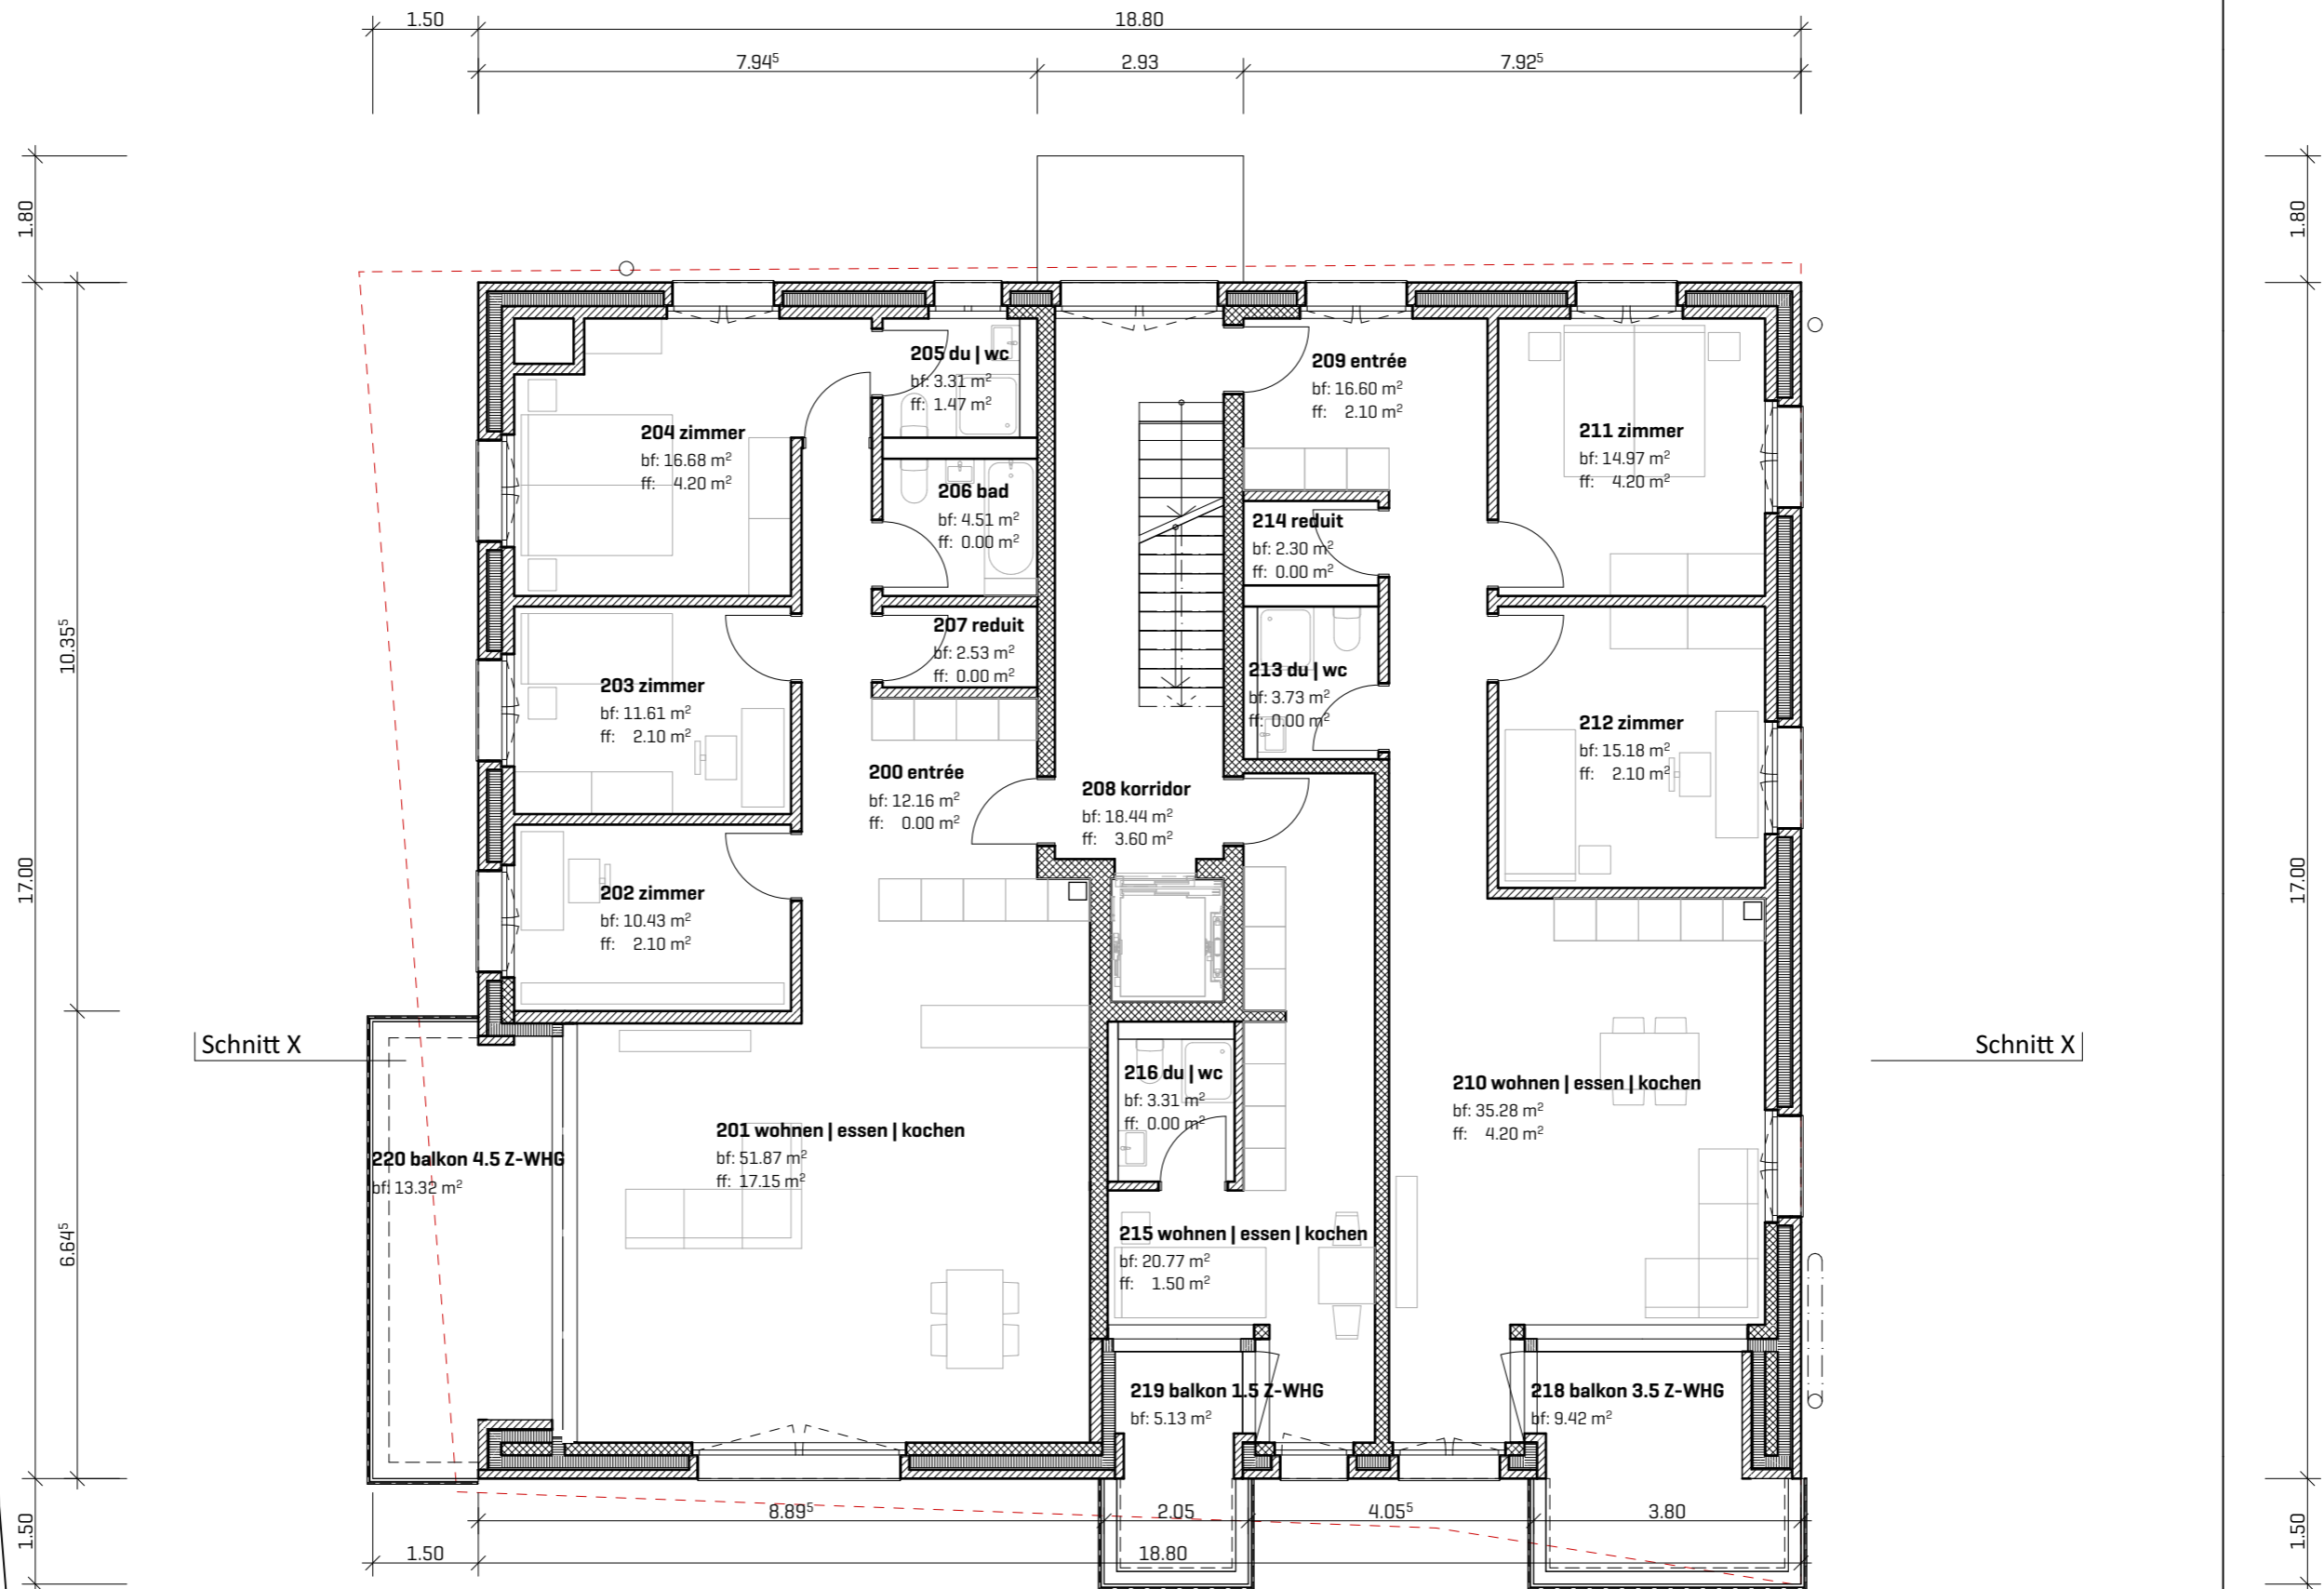 1.50
18.80
7.94⁵
2.93
7.92⁵
1.80
1.80
205 du | wc
bf: 3.31 m²
ff: 1.47 m²
209 entrée
bf: 16.60 m²
ff: 2.10 m²
204 zimmer
bf: 16.68 m²
ff: 4.20 m²
211 zimmer
bf: 14.97 m²
ff: 4.20 m²
206 bad
bf: 4.51 m²
ff: 0.00 m²
214 reduit
bf: 2.30 m²
ff: 0.00 m²
10.35⁵
207 reduit
bf: 2.53 m²
ff: 0.00 m²
203 zimmer
bf: 11.61 m²
ff: 2.10 m²
213 du | wc
bf: 3.73 m²
ff: 0.00 m²
212 zimmer
bf: 15.18 m²
ff: 2.10 m²
200 entrée
bf: 12.16 m²
ff: 0.00 m²
208 korridor
bf: 18.44 m²
ff: 3.60 m²
17.00
17.00
202 zimmer
bf: 10.43 m²
ff: 2.10 m²
Schnitt X
Schnitt X
216 du | wc
bf: 3.31 m²
ff: 0.00 m²
210 wohnen | essen | kochen
bf: 35.28 m²
ff: 4.20 m²
201 wohnen | essen | kochen
bf: 51.87 m²
ff: 17.15 m²
220 balkon 4.5 Z-WHG
bf: 13.32 m²
6.64⁵
215 wohnen | essen | kochen
bf: 20.77 m²
ff: 1.50 m²
219 balkon 1.5 Z-WHG
bf: 5.13 m²
218 balkon 3.5 Z-WHG
bf: 9.42 m²
8.89⁵
2.05
4.05⁵
3.80
1.50
1.50
1.50
18.80